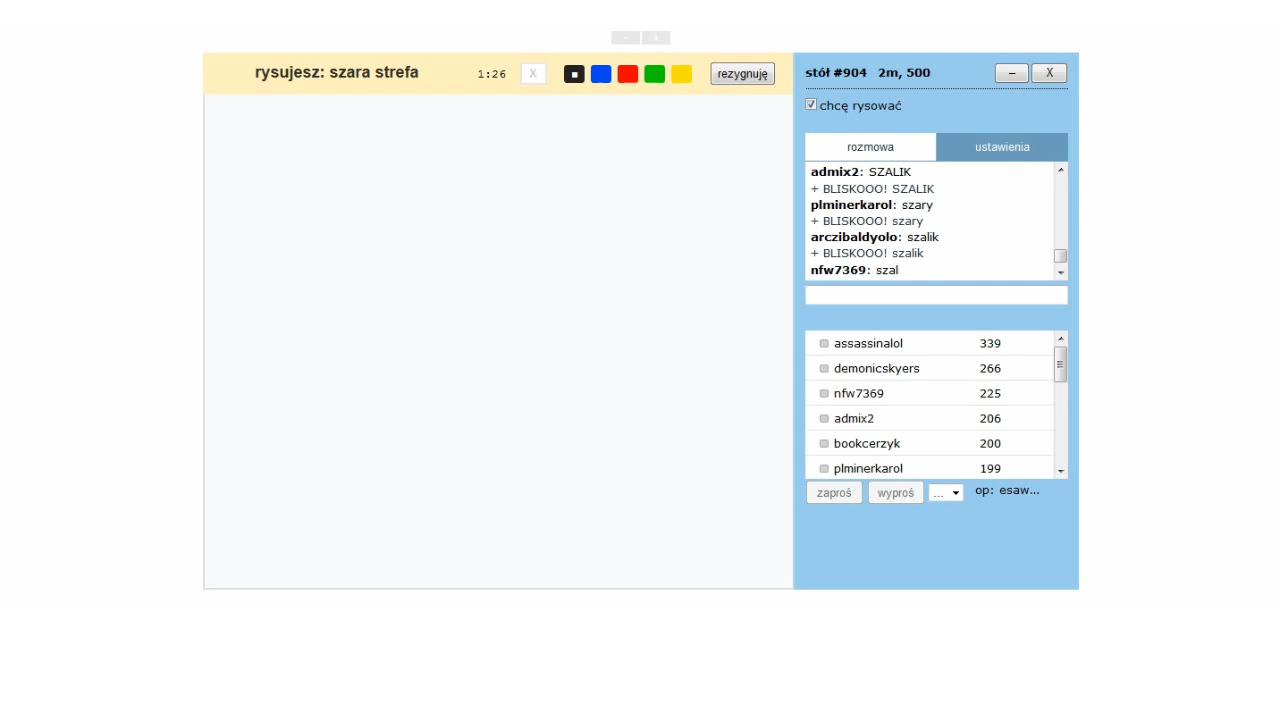 rysujesz: szara strefa
1:26
X
rezygnuję
stół #904 2m, 500
– X
chcę rysować
rozmowa ustawienia
admix2: SZALIK
+ BLISKOOO! SZALIK
plminerkarol: szary
+ BLISKOOO! szary
arczibaldyolo: szalik
+ BLISKOOO! szalik
nfw7369: szal
assassinalol 339
demonicskyers 266
nfw7369 225
admix2 206
bookcerzyk 200
plminerkarol 199
zaproś wyproś ... op: esaw...